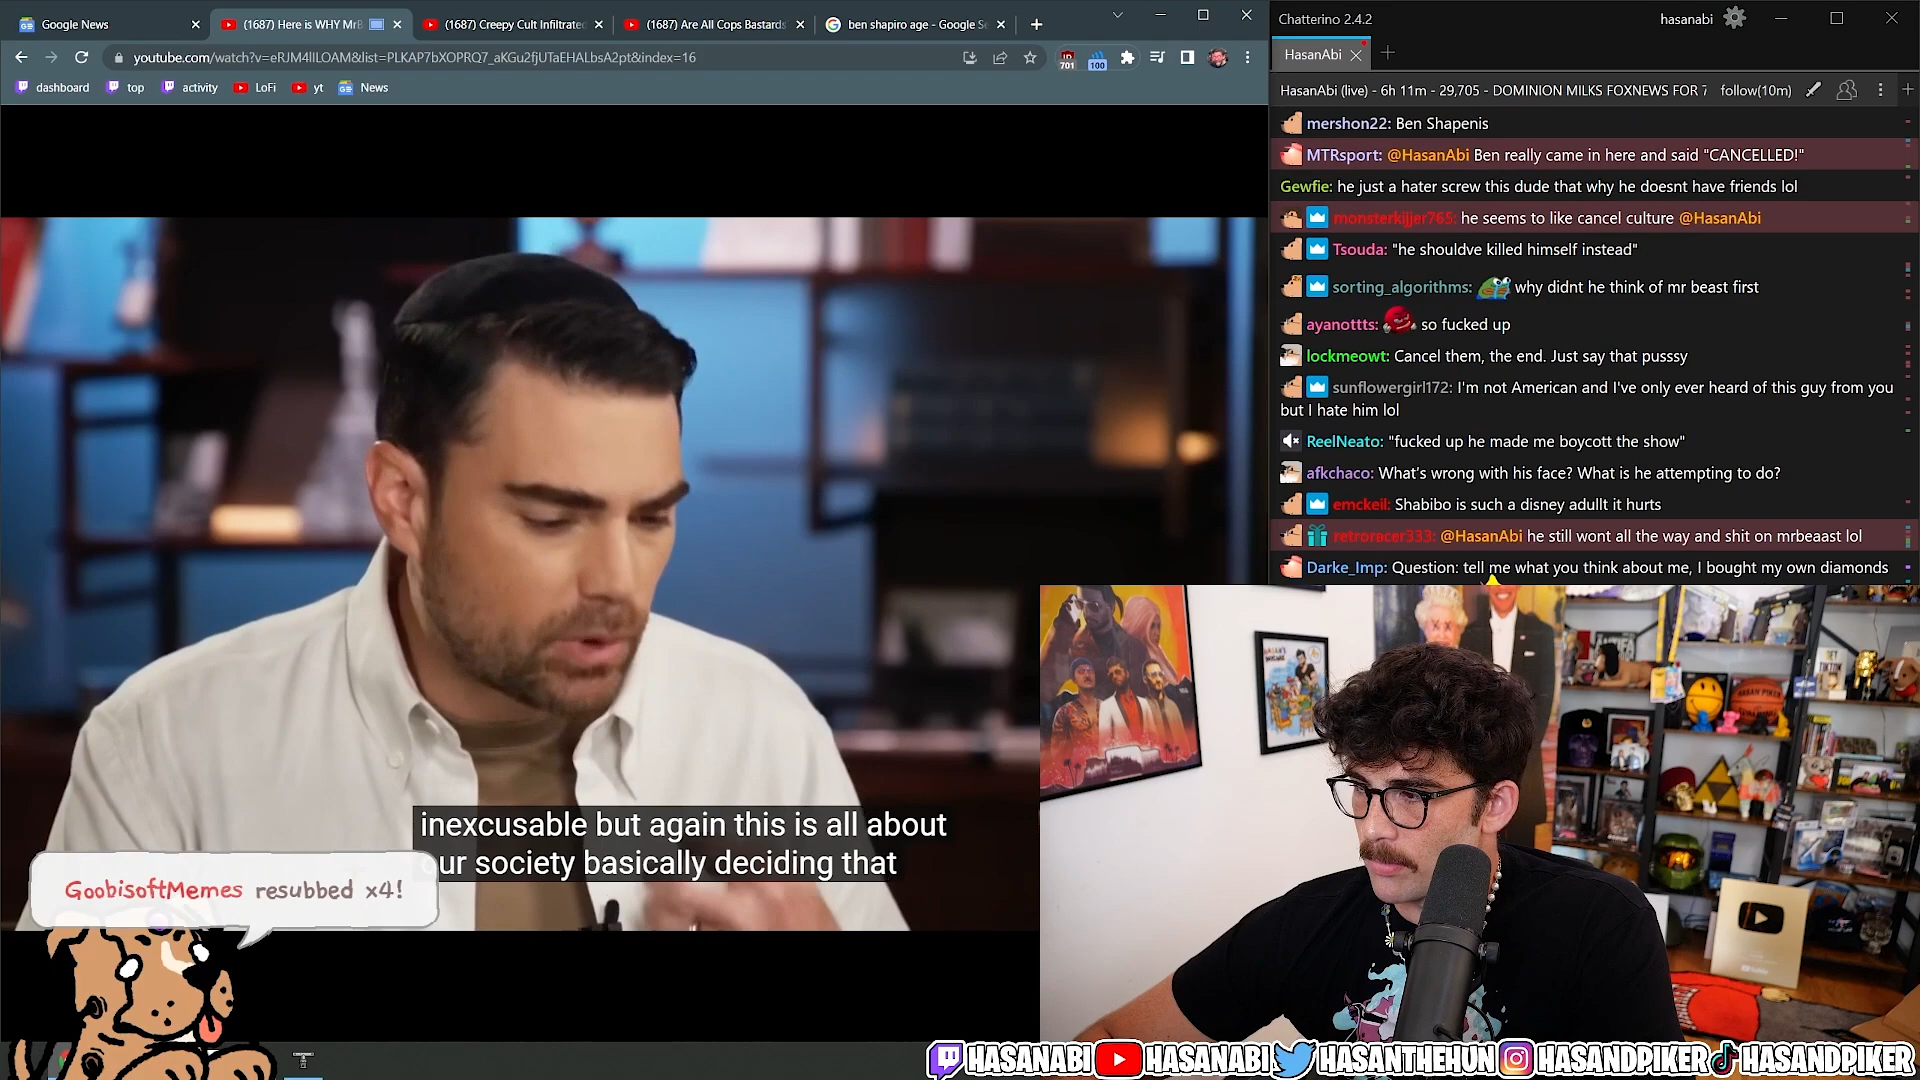 Google News
(1687) Here is WHY MrB
(1687) Creepy Cult Infiltrate
(1687) Are All Cops Bastards
ben shapiro age - Google Se
youtube.com/watch?v=eRJM4lILOAM&list=PLKAP7bXOPRQ7_aKGu2fjUTaEHALbsA2pt&index=16
701
100
dashboard
top
activity
LoFi
yt
News
Chatterino 2.4.2
hasanabi
HasanAbi
HasanAbi (live) - 6h 11m - 29,705 - DOMINION MILKS FOXNEWS FOR 7
follow(10m)
mershon22: Ben Shapenis
MTRsport: @HasanAbi Ben really came in here and said "CANCELLED!"
Gewfie: he just a hater screw this dude that why he doesnt have friends lol
monsterkjjer765: he seems to like cancel culture @HasanAbi
Tsouda: "he shouldve killed himself instead"
sorting_algorithms: why didnt he think of mr beast first
ayanottts: so fucked up
lockmeowt: Cancel them, the end. Just say that pusssy
sunflowergirl172: I'm not American and I've only ever heard of this guy from you
but I hate him lol
ReelNeato: "fucked up he made me boycott the show"
afkchaco: What's wrong with his face? What is he attempting to do?
emckeil: Shabibo is such a disney adullt it hurts
retroracer333: @HasanAbi he still wont all the way and shit on mrbeaast lol
Darke_Imp: Question: tell me what you think about me, I bought my own diamonds
inexcusable but again this is all about
our society basically deciding that
GoobisoftMemes resubbed x4!
HASANABI
HASANABI
HASANTHEHUN
HASANDPIKER
HASANDPIKER